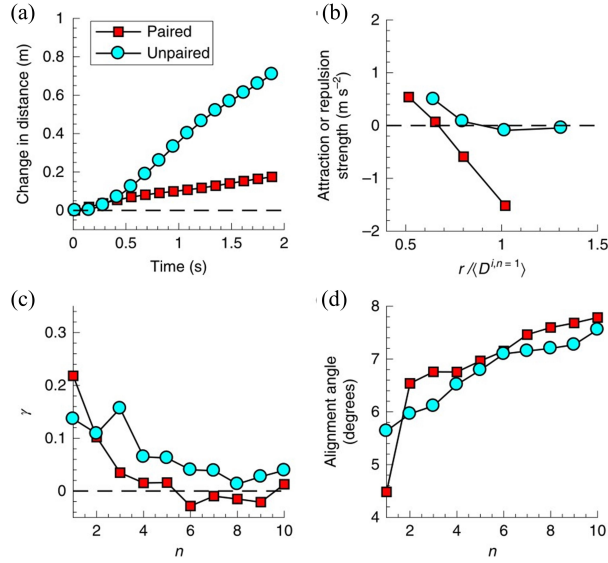 (a)
1
0.8
0.6
0.4
0.2
0
Change in distance (m)
Paired
Unpaired
0
0.5
1
1.5
2
Time (s)
(b)
2
1
0
−1
−2
Attraction or repulsion
strength (m s⁻²)
0.5
1
1.5
r/⟨Dⁱ,ⁿ ⁼ ¹⟩
(c)
0.3
0.2
0.1
0
γ
2
4
6
8
10
n
(d)
8
7
6
5
4
Alignment angle
(degrees)
2
4
6
8
10
n